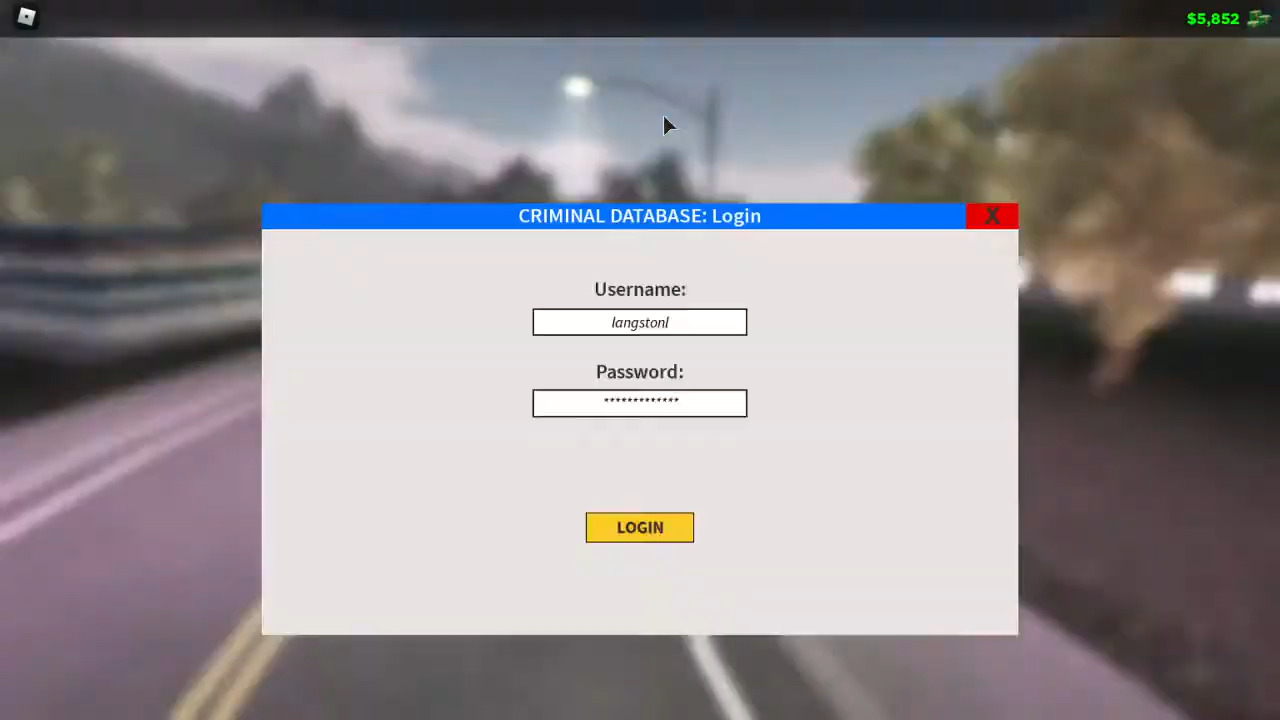 $5,852
CRIMINAL DATABASE: Login
X
Username:
langstonl
Password:
*************
LOGIN